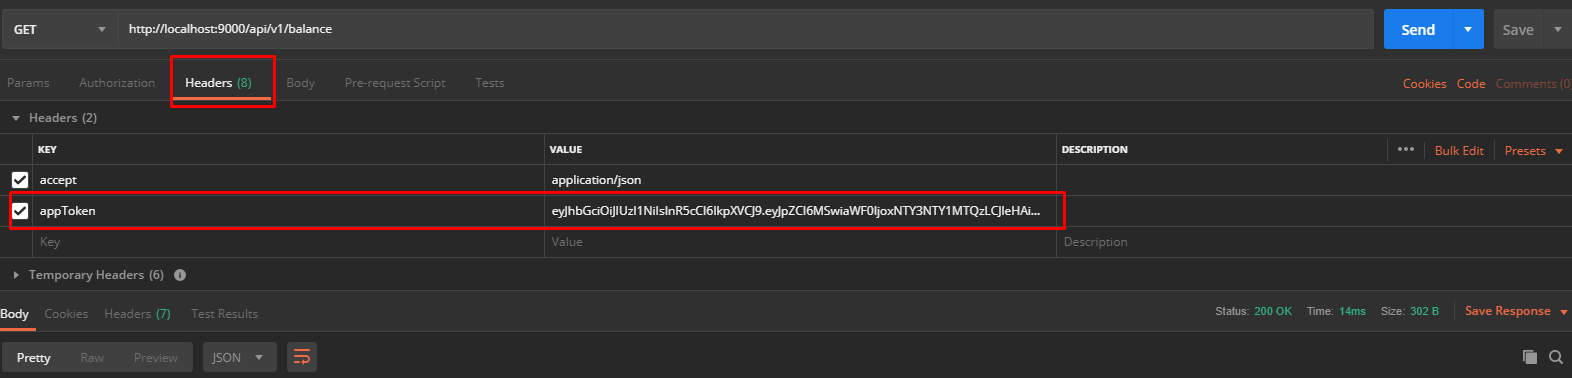 GET http://localhost:9000/api/v1/balance Send Save
Params Authorization Headers (8) Body Pre-request Script Tests Cookies Code Comments (0)
Headers (2)
KEY VALUE DESCRIPTION ••• Bulk Edit Presets
accept application/json
appToken eyJhbGciOiJIUzI1NiIsInR5cCI6IkpXVCJ9.eyJpZCI6MSwiaWF0IjoxNTY3NTY1MTQzLCJleHAi...
Key Value Description
Temporary Headers (6)
Body Cookies Headers (7) Test Results Status: 200 OK Time: 14ms Size: 302 B Save Response
Pretty Raw Preview JSON